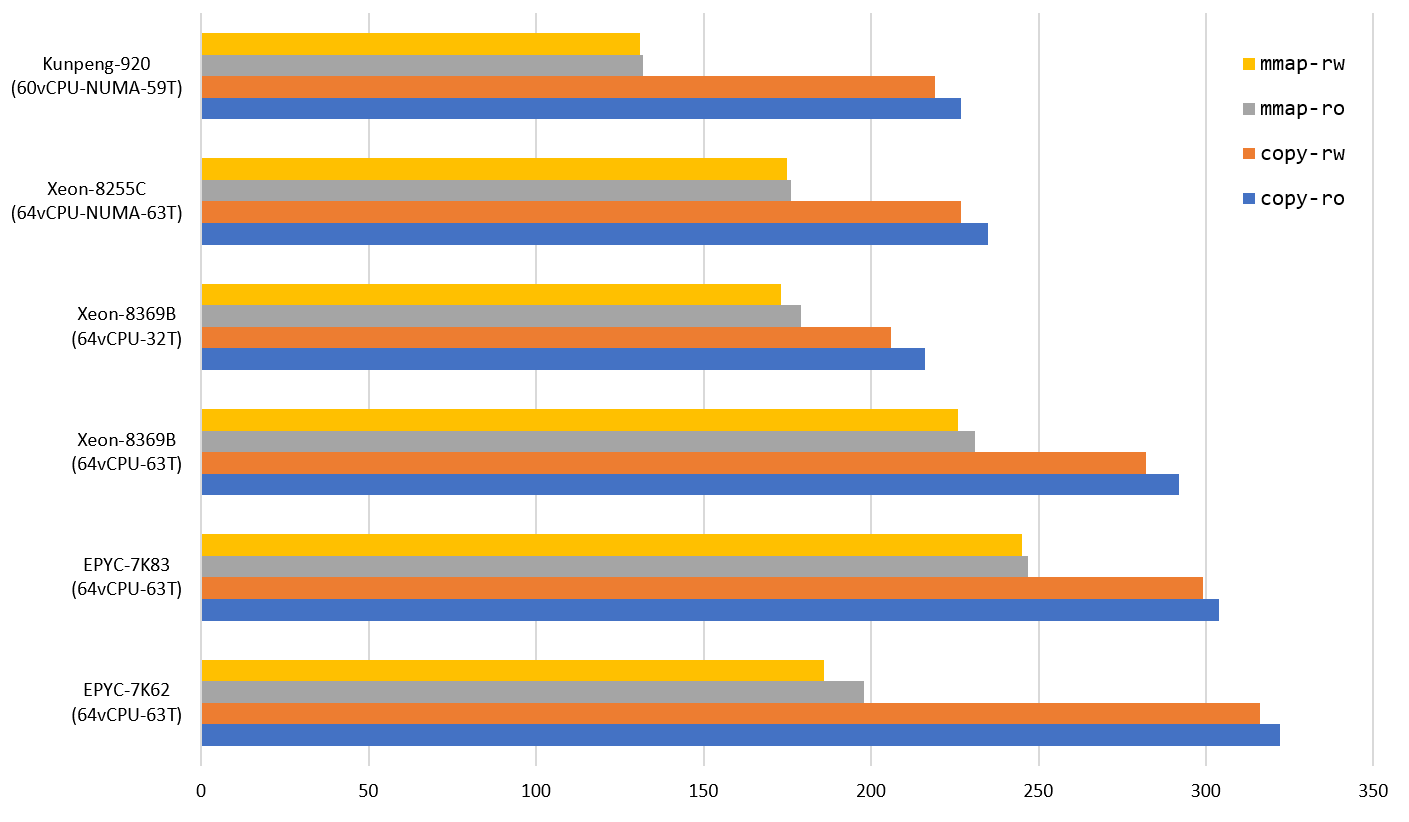 Kunpeng-920
(60vCPU-NUMA-59T)
Xeon-8255C
(64vCPU-NUMA-63T)
Xeon-8369B
(64vCPU-32T)
Xeon-8369B
(64vCPU-63T)
EPYC-7K83
(64vCPU-63T)
EPYC-7K62
(64vCPU-63T)
mmap-rw
mmap-ro
copy-rw
copy-ro
0 50 100 150 200 250 300 350